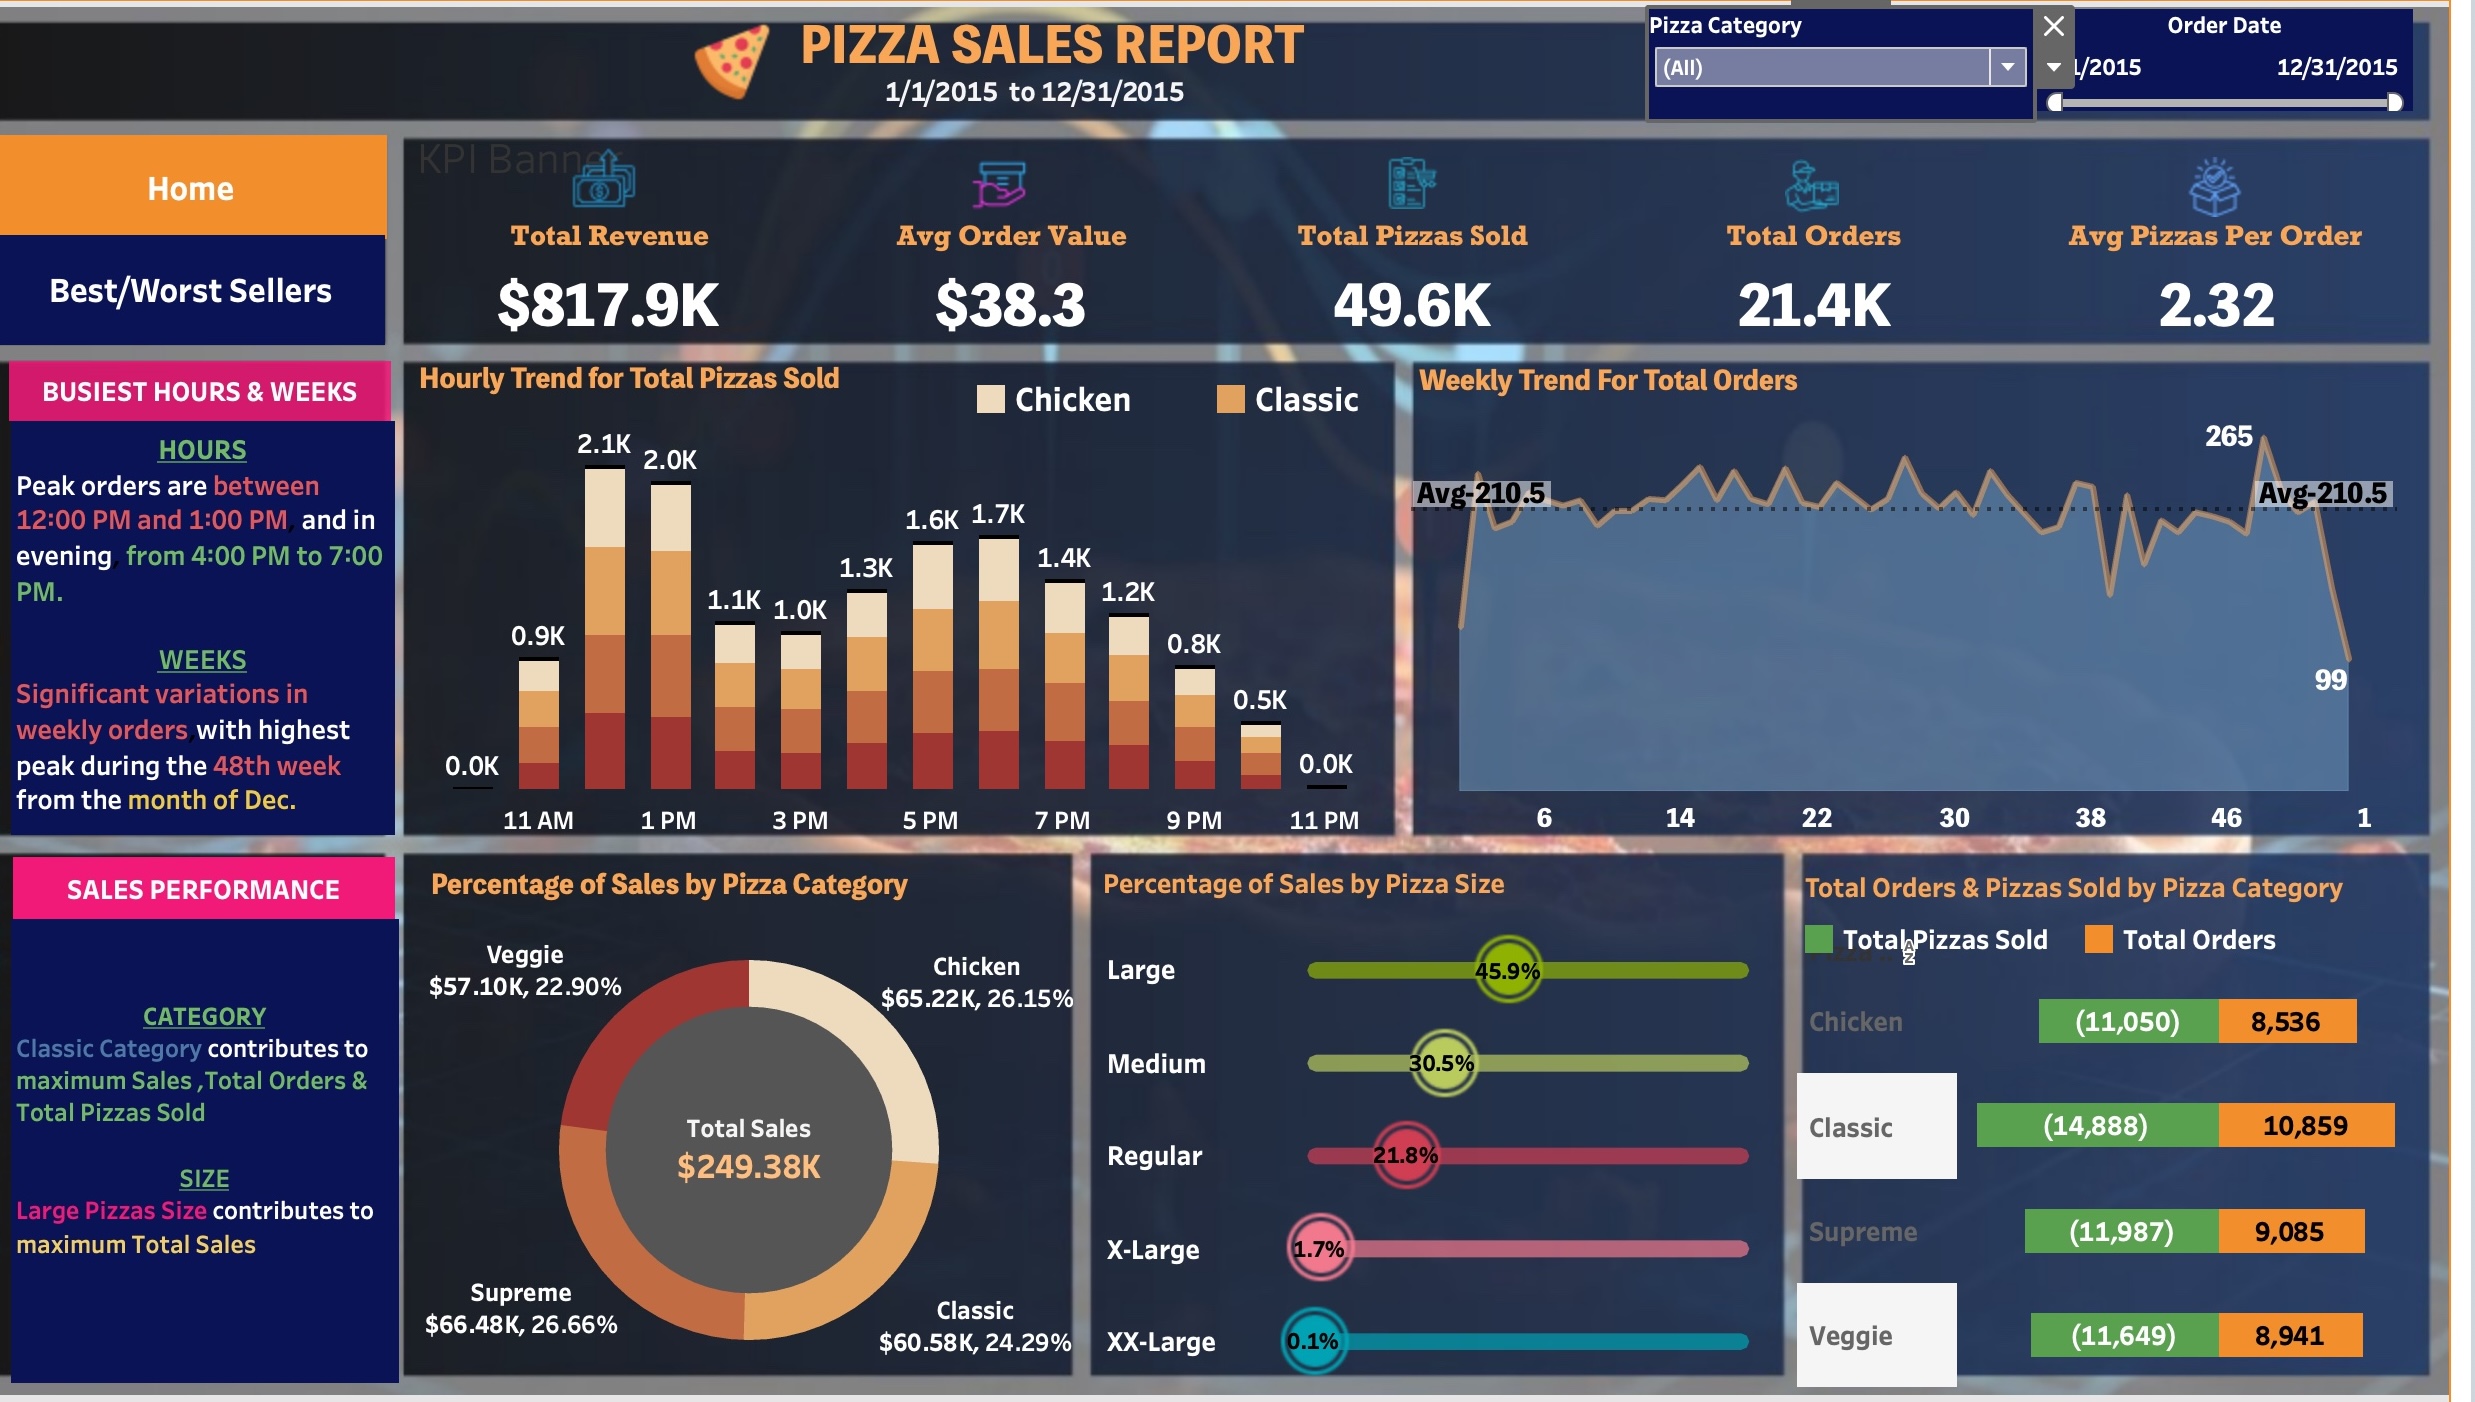 PIZZA SALES REPORT
1/1/2015 to 12/31/2015
Pizza Category
(All)
Order Date
1/2015
12/31/2015
Home
Best/Worst Sellers
KPI Banner
Total Revenue
$817.9K
Avg Order Value
$38.3
Total Pizzas Sold
49.6K
Total Orders
21.4K
Avg Pizzas Per Order
2.32
BUSIEST HOURS & WEEKS
HOURS
Peak orders are between
12:00 PM and 1:00 PM, and in
evening, from 4:00 PM to 7:00
PM.
WEEKS
Significant variations in
weekly orders,with highest
peak during the 48th week
from the month of Dec.
Hourly Trend for Total Pizzas Sold
Chicken
Classic
0.0K
0.9K
2.1K
2.0K
1.1K
1.0K
1.3K
1.6K
1.7K
1.4K
1.2K
0.8K
0.5K
0.0K
11 AM
1 PM
3 PM
5 PM
7 PM
9 PM
11 PM
Weekly Trend For Total Orders
265
Avg-210.5
Avg-210.5
99
6
14
22
30
38
46
1
SALES PERFORMANCE
CATEGORY
Classic Category contributes to
maximum Sales ,Total Orders &
Total Pizzas Sold
SIZE
Large Pizzas Size contributes to
maximum Total Sales
Percentage of Sales by Pizza Category
Veggie
$57.10K, 22.90%
Chicken
$65.22K, 26.15%
Total Sales
$249.38K
Supreme
$66.48K, 26.66%
Classic
$60.58K, 24.29%
Percentage of Sales by Pizza Size
Large
45.9%
Medium
30.5%
Regular
21.8%
X-Large
1.7%
XX-Large
0.1%
Total Orders & Pizzas Sold by Pizza Category
Total Pizzas Sold
Total Orders
Chicken
(11,050)
8,536
Classic
(14,888)
10,859
Supreme
(11,987)
9,085
Veggie
(11,649)
8,941